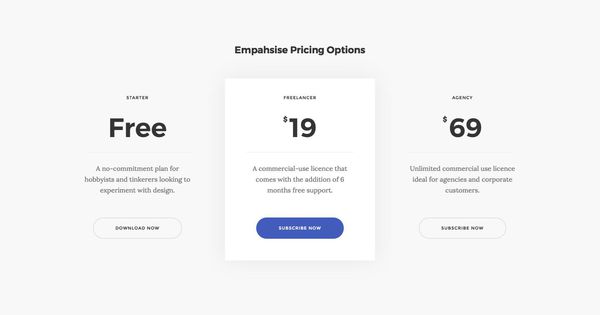 Empahsise Pricing Options
STARTER
Free
A no-commitment plan for
hobbyists and tinkerers looking to
experiment with design.
DOWNLOAD NOW
FREELANCER
$19
A commercial-use licence that
comes with the addition of 6
months free support.
SUBSCRIBE NOW
AGENCY
$69
Unlimited commercial use licence
ideal for agencies and corporate
customers.
SUBSCRIBE NOW